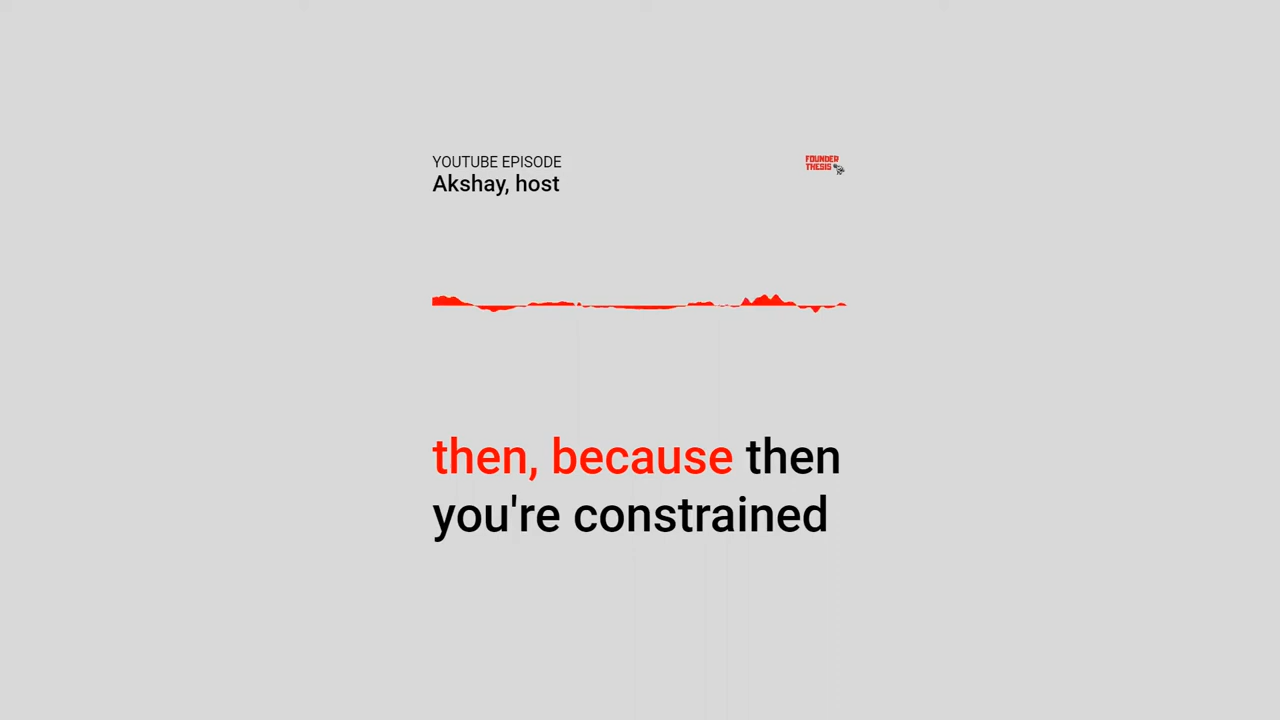 YOUTUBE EPISODE
Akshay, host
FOUNDER
THESIS
then, because then
you're constrained